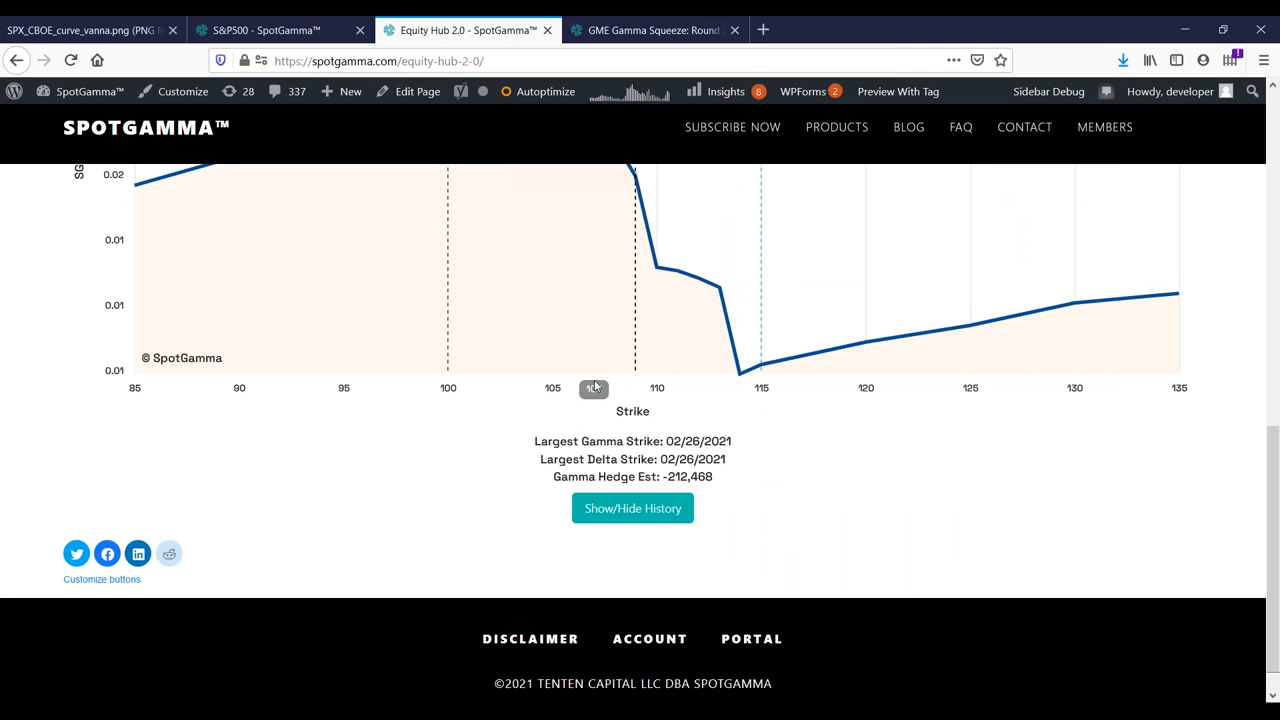 SPX_CBOE_curve_vanna.png (PNG I
S&P500 - SpotGamma™
Equity Hub 2.0 - SpotGamma™
GME Gamma Squeeze: Round
https://spotgamma.com/equity-hub-2-0/
SpotGamma™ Customize 28 337 New Edit Page Autoptimize Insights 8 WPForms 2 Preview With Tag Sidebar Debug Howdy, developer
SPOTGAMMA™
SUBSCRIBE NOW PRODUCTS BLOG FAQ CONTACT MEMBERS
SG
0.02
0.01
0.01
0.01
© SpotGamma
85 90 95 100 105 110 115 120 125 130 135
Strike
Largest Gamma Strike: 02/26/2021
Largest Delta Strike: 02/26/2021
Gamma Hedge Est: -212,468
Show/Hide History
Customize buttons
DISCLAIMER ACCOUNT PORTAL
©2021 TENTEN CAPITAL LLC DBA SPOTGAMMA